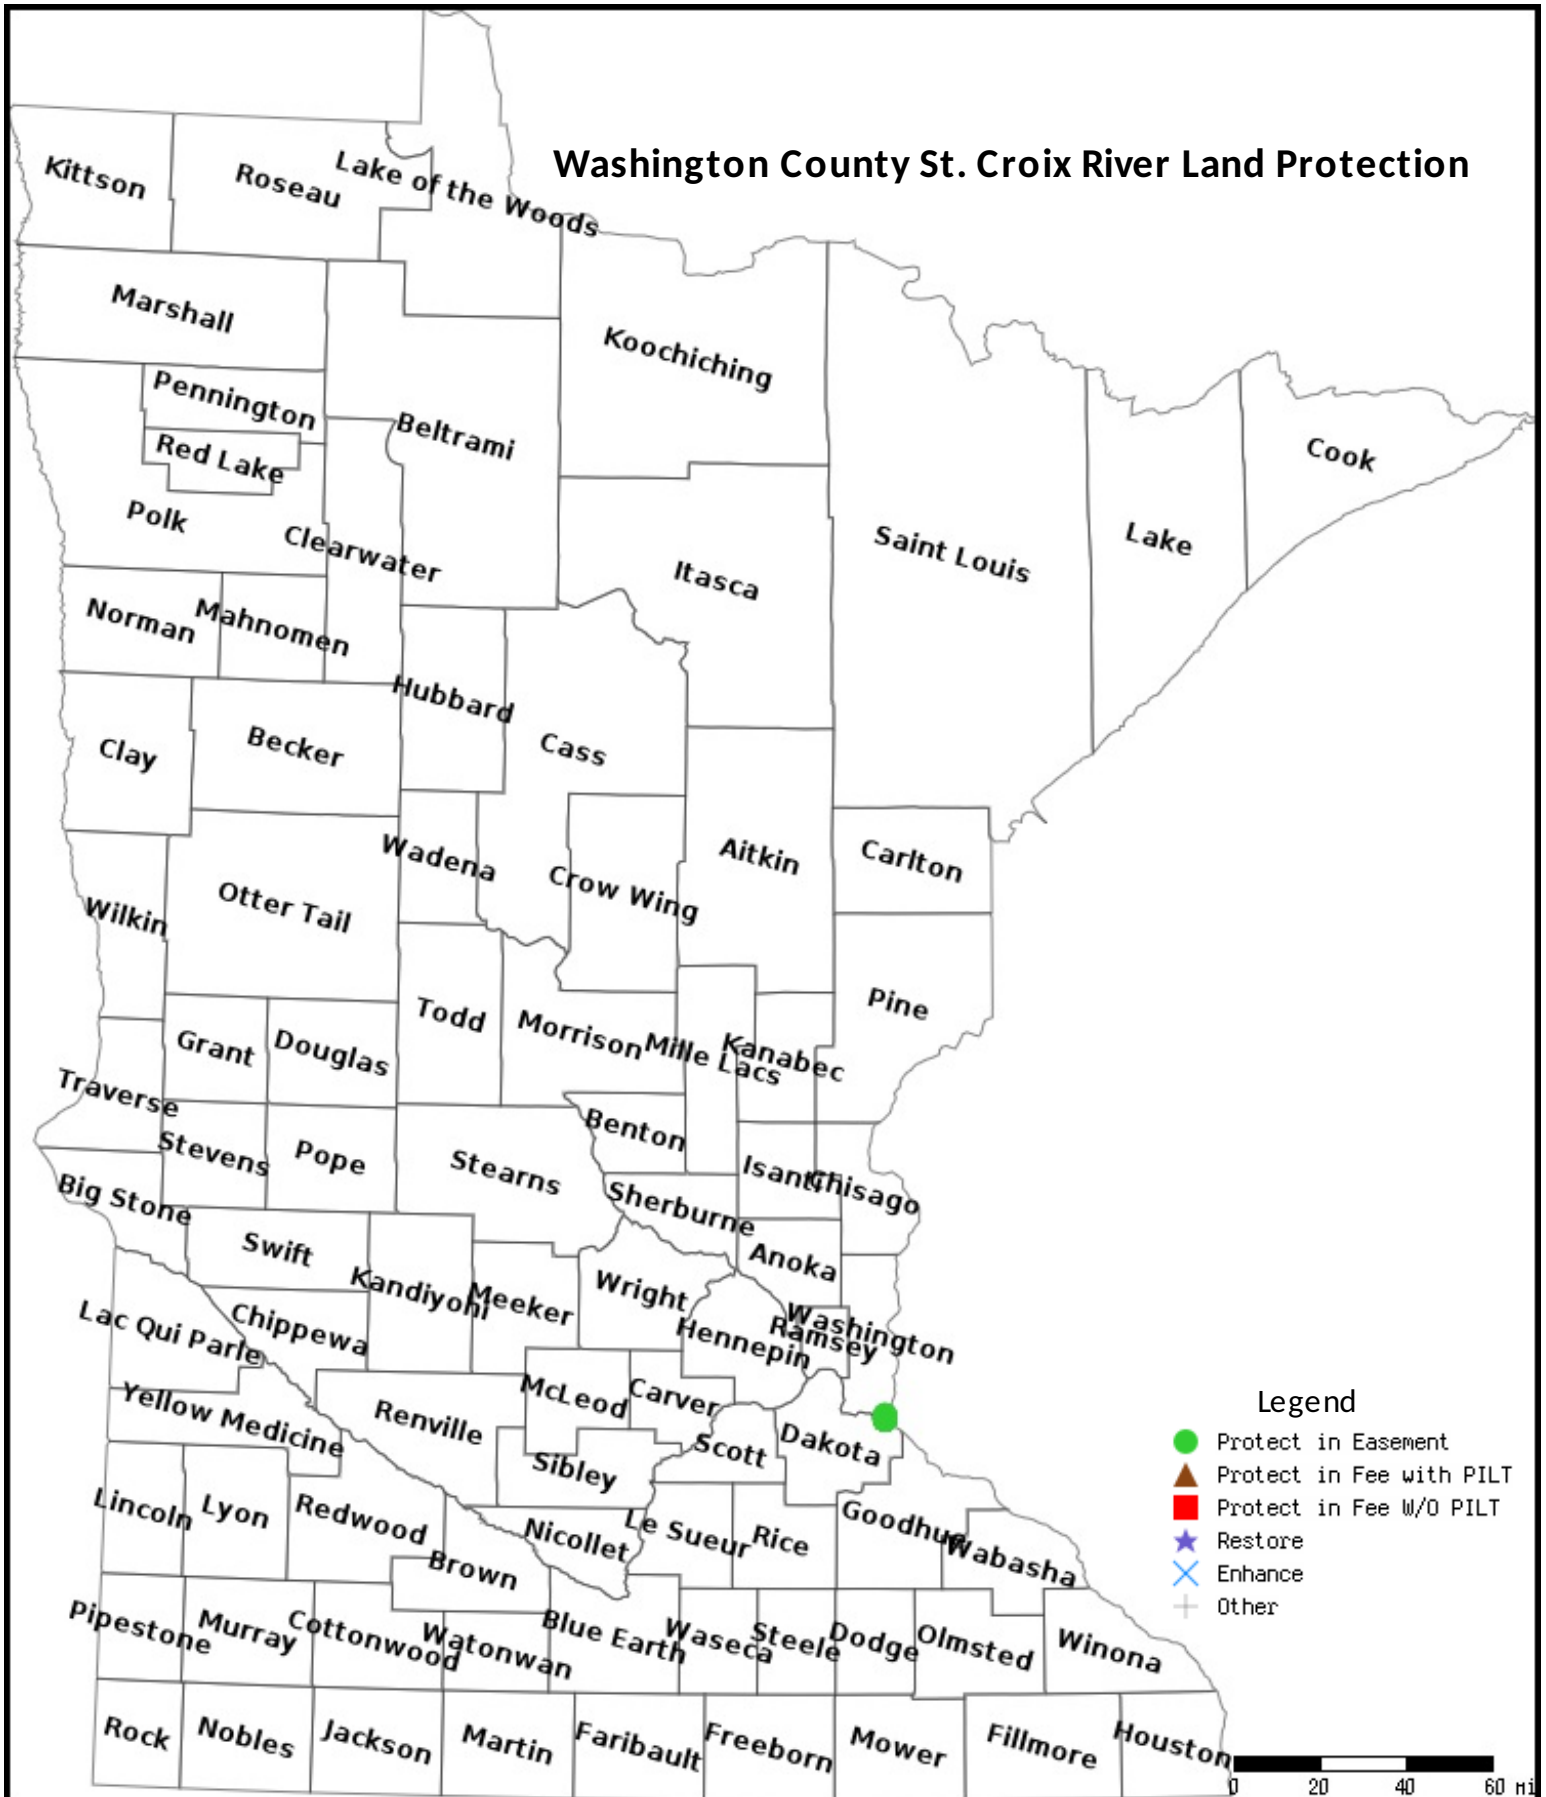 Washington County St. Croix River Land Protection
Kittson
Roseau
Lake of the Woods
Marshall
Koochiching
Pennington
Beltrami
Red Lake
Cook
Polk
Clearwater
Saint Louis
Lake
Itasca
Norman
Mahnomen
Hubbard
Clay
Becker
Cass
Wadena
Aitkin
Carlton
Otter Tail
Crow Wing
Wilkin
Pine
Todd
Morrison
Grant
Douglas
Mille Lacs
Kanabec
Traverse
Benton
Stevens
Pope
Stearns
Isanti
Chisago
Big Stone
Sherburne
Swift
Anoka
Kandiyohi
Meeker
Wright
Lac Qui Parle
Chippewa
Hennepin
Ramsey
Washington
Yellow Medicine
McLeod
Carver
Renville
Scott
Dakota
Sibley
Lincoln
Lyon
Redwood
Nicollet
Le Sueur
Rice
Goodhue
Wabasha
Brown
Pipestone
Murray
Cottonwood
Watonwan
Blue Earth
Waseca
Steele
Dodge
Olmsted
Winona
Rock
Nobles
Jackson
Martin
Faribault
Freeborn
Mower
Fillmore
Houston
Legend
Protect in Easement
Protect in Fee with PILT
Protect in Fee W/O PILT
Restore
Enhance
Other
0 20 40 60 mi